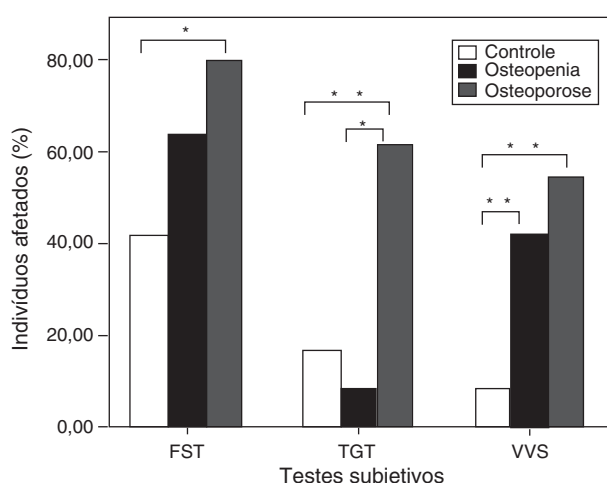 Indivíduos afetados (%)
80,00
60,00
40,00
20,00
0,00
*
* *
*
* *
* *
Controle
Osteopenia
Osteoporose
FST
TGT
VVS
Testes subjetivos